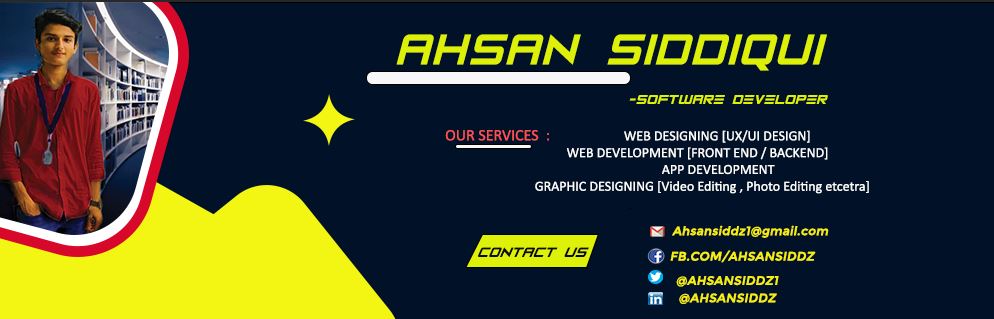 AHSAN SIDDIQUI
-SOFTWARE DEVELOPER
OUR SERVICES : WEB DESIGNING [UX/UI DESIGN]
WEB DEVELOPMENT [FRONT END / BACKEND]
APP DEVELOPMENT
GRAPHIC DESIGNING [Video Editing , Photo Editing etcetra]
CONTACT US
Ahsansiddz1@gmail.com
FB.COM/AHSANSIDDZ
@AHSANSIDDZ1
@AHSANSIDDZ